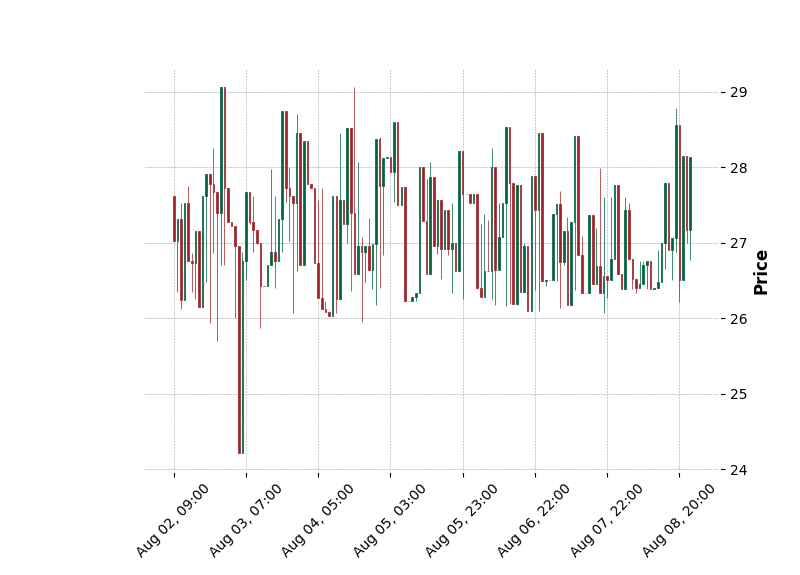 29
28
27
26
25
24
Price
Aug 02, 09:00
Aug 03, 07:00
Aug 04, 05:00
Aug 05, 03:00
Aug 05, 23:00
Aug 06, 22:00
Aug 07, 22:00
Aug 08, 20:00